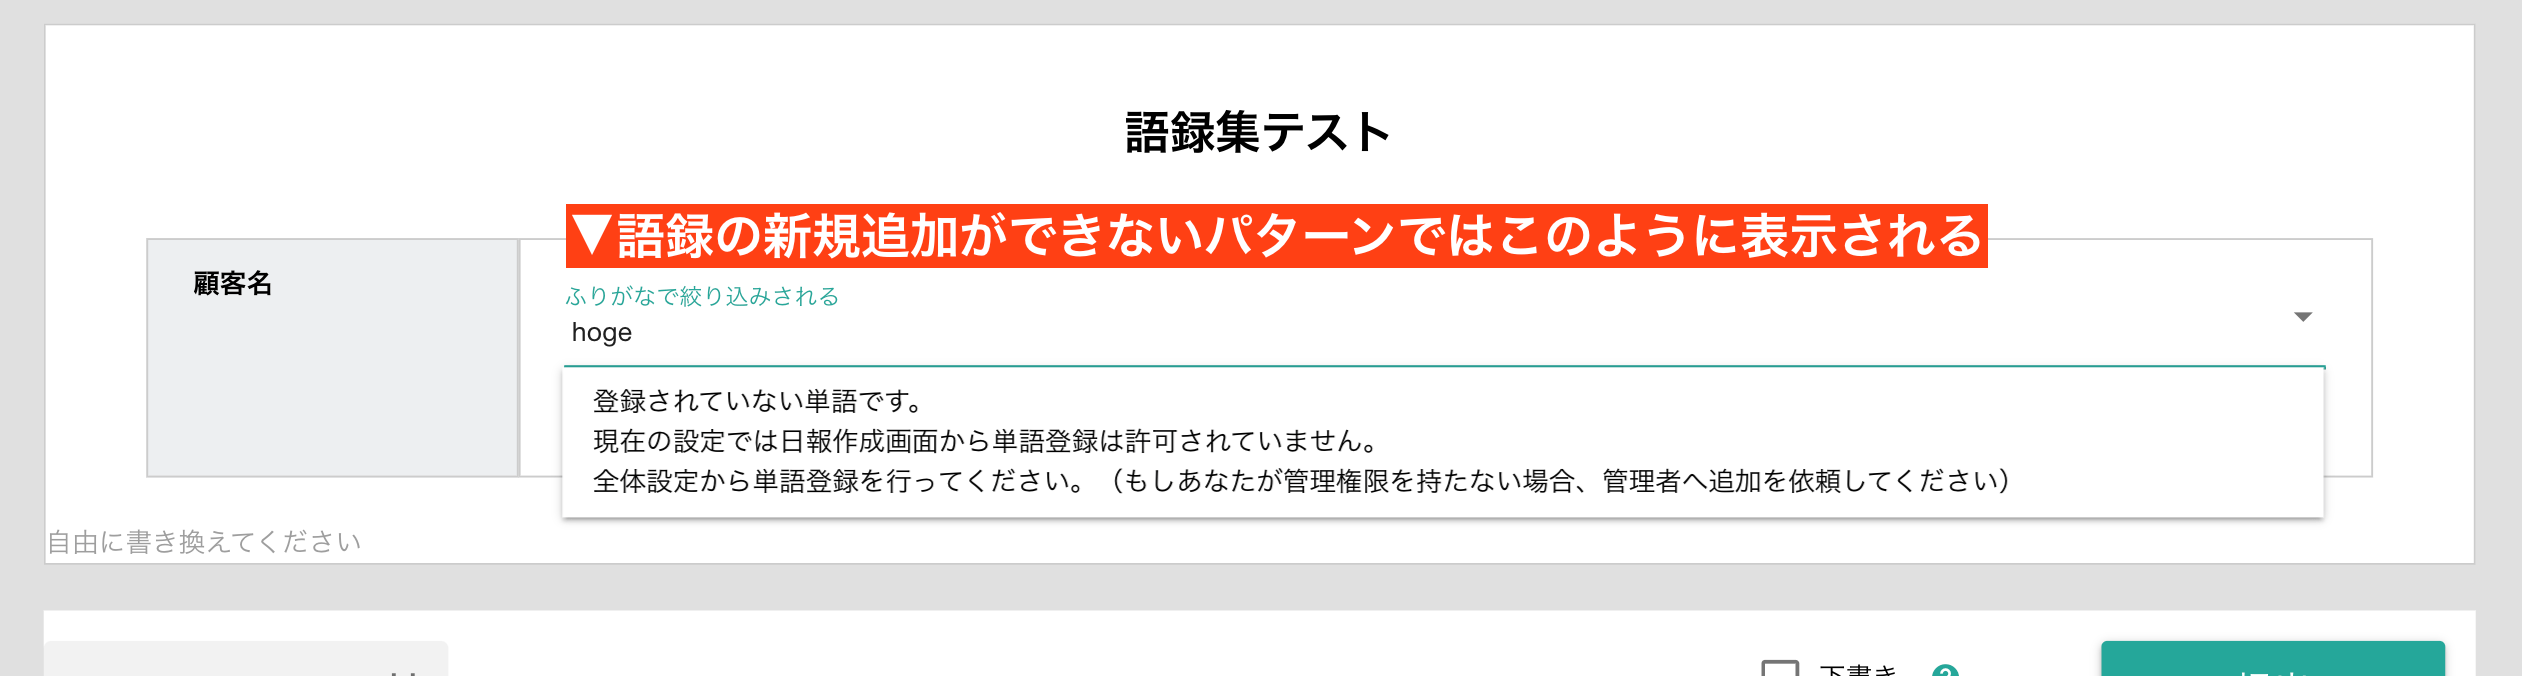 語録集テスト
▼語録の新規追加ができないパターンではこのように表示される
顧客名
ふりがなで絞り込みされる
hoge
登録されていない単語です。
現在の設定では日報作成画面から単語登録は許可されていません。
全体設定から単語登録を行ってください。（もしあなたが管理権限を持たない場合、管理者へ追加を依頼してください）
自由に書き換えてください
下書き